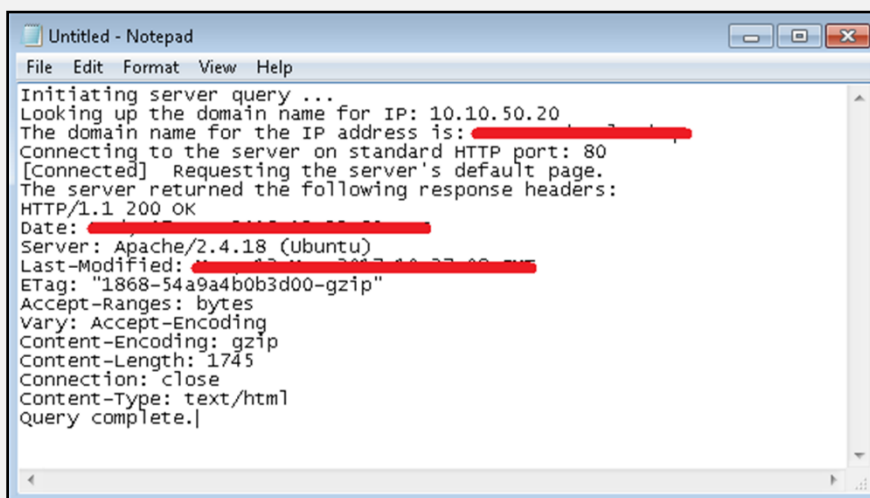 Untitled - Notepad
File Edit Format View Help
Initiating server query ...
Looking up the domain name for IP: 10.10.50.20
The domain name for the IP address is:
Connecting to the server on standard HTTP port: 80
[Connected]  Requesting the server's default page.
The server returned the following response headers:
HTTP/1.1 200 OK
Date:
Server: Apache/2.4.18 (Ubuntu)
Last-Modified:
ETag: "1868-54a9a4b0b3d00-gzip"
Accept-Ranges: bytes
Vary: Accept-Encoding
Content-Encoding: gzip
Content-Length: 1745
Connection: close
Content-Type: text/html
Query complete.